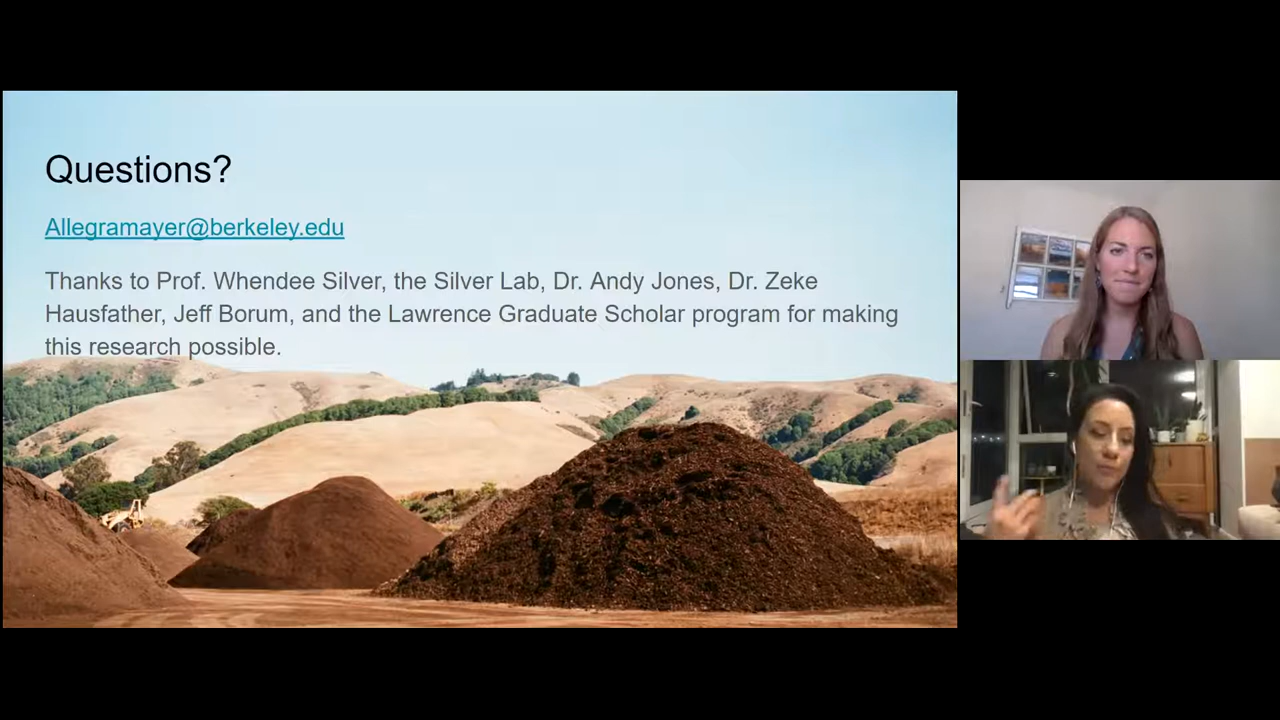 Questions?
Allegramayer@berkeley.edu
Thanks to Prof. Whendee Silver, the Silver Lab, Dr. Andy Jones, Dr. Zeke
Hausfather, Jeff Borum, and the Lawrence Graduate Scholar program for making
this research possible.